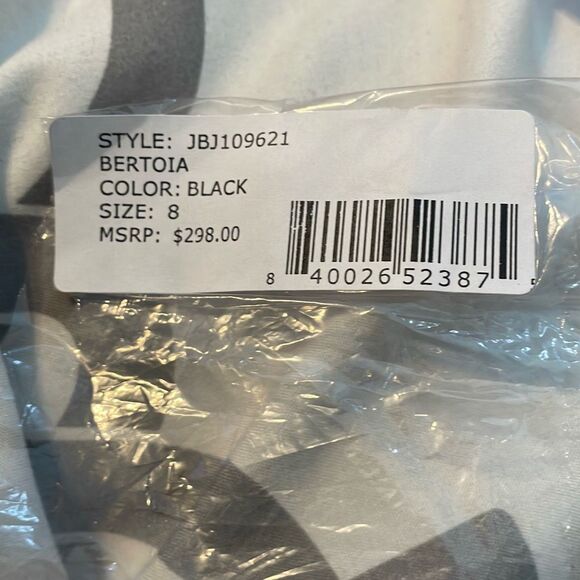 STYLE: JBJ109621
BERTOIA
COLOR: BLACK
SIZE: 8
MSRP: $298.00
8 40026 52387